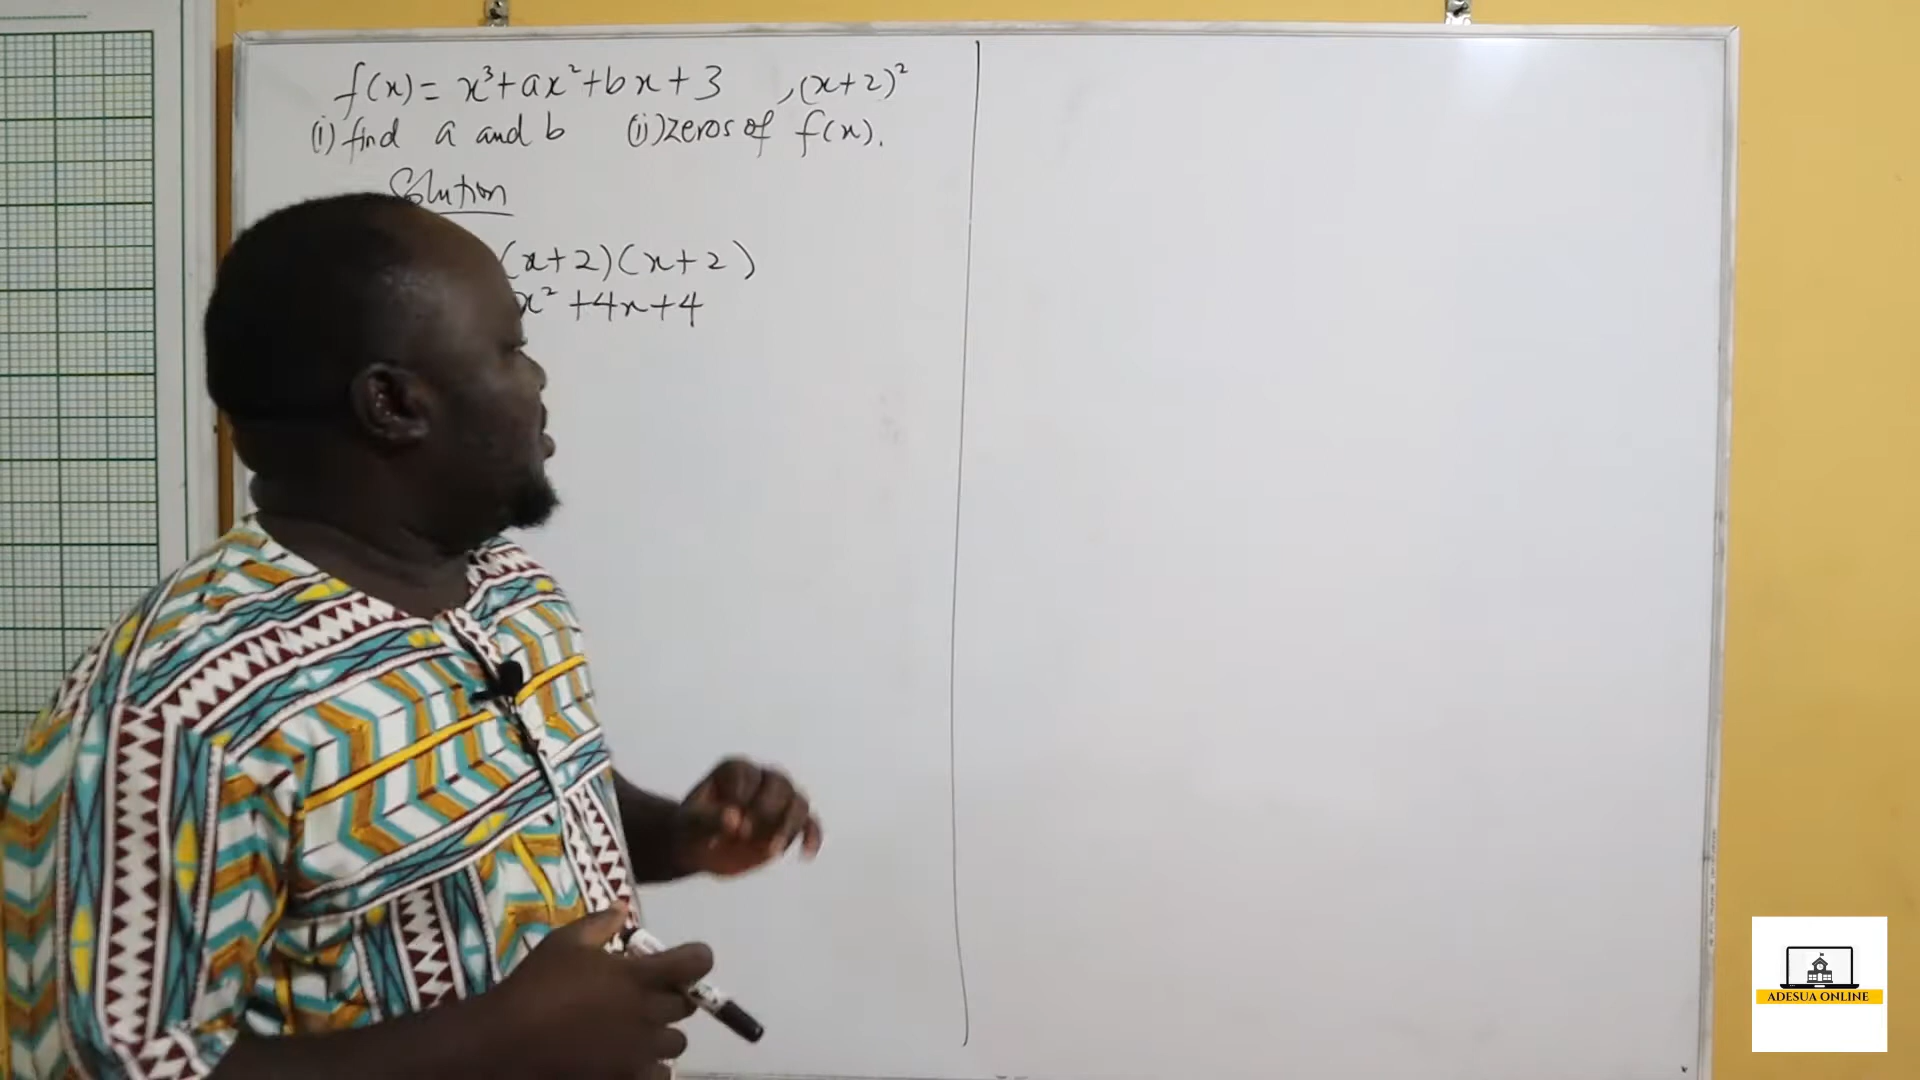 f(x) = x³+ax²+bx+3 , (x+2)²
(i) find a and b (ii) zeros of f(x).
Solution
(x+2)(x+2)
x² +4x+4
ADESUA ONLINE